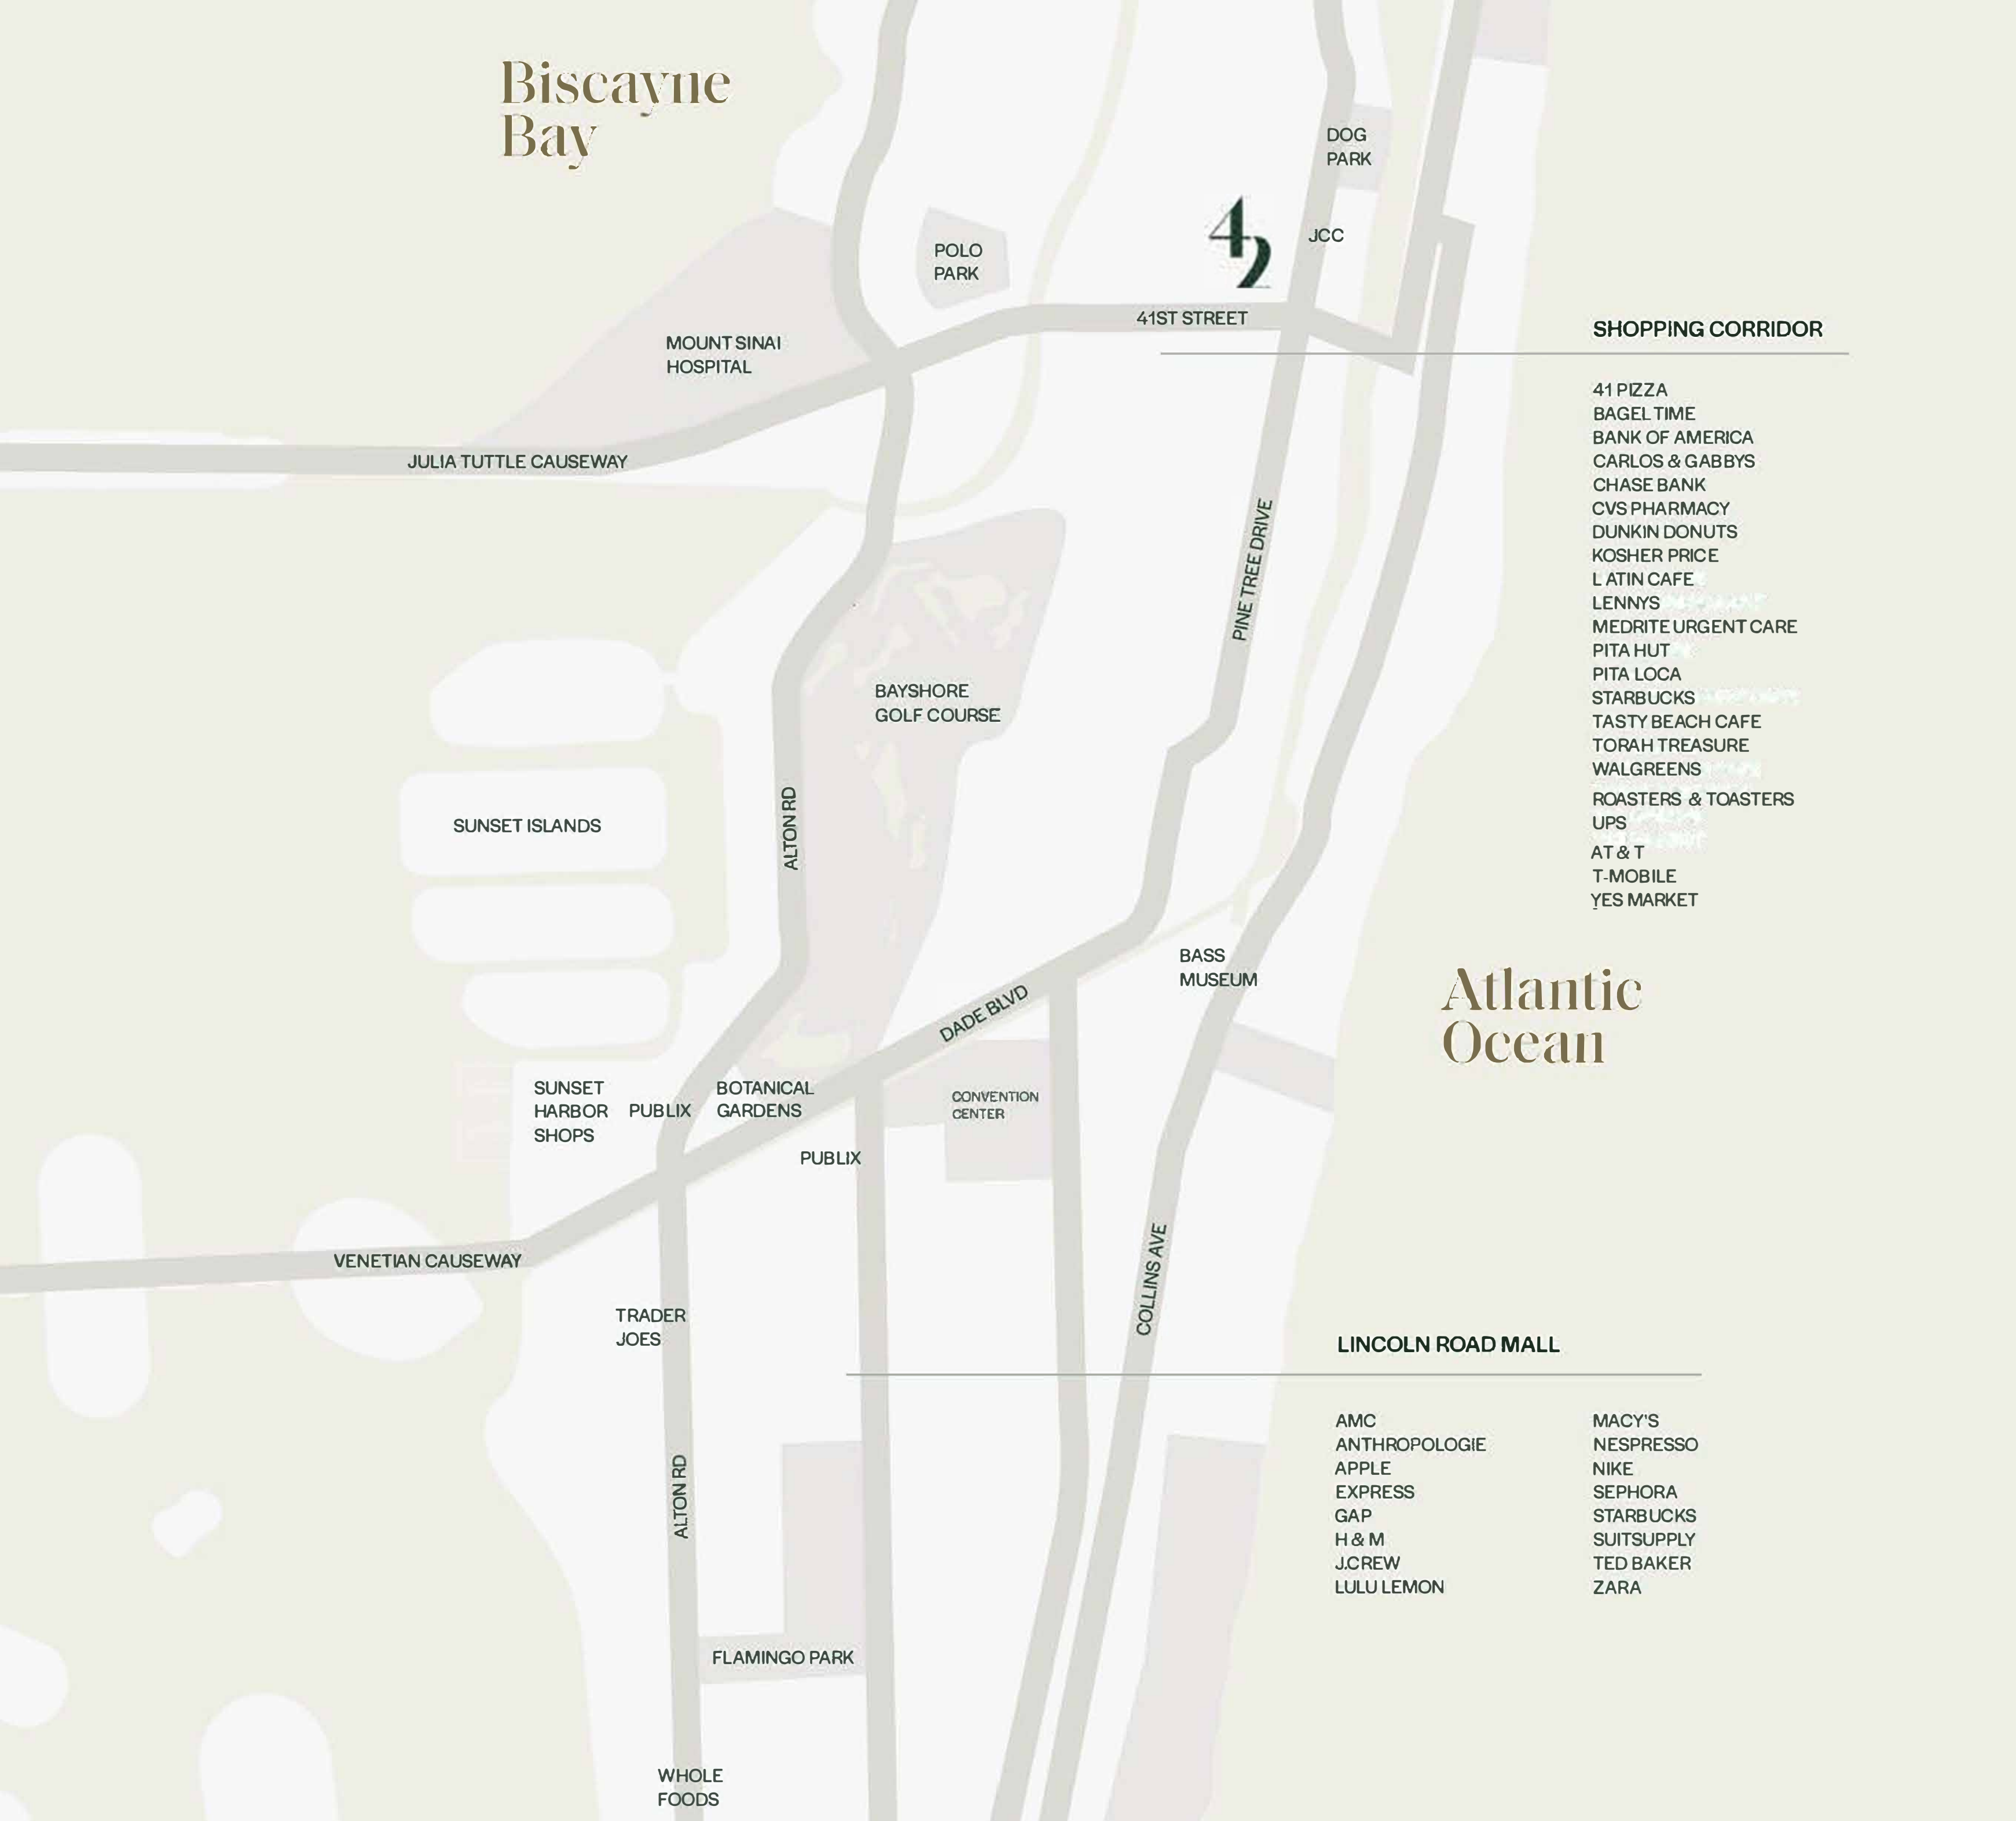 Biscayne
Bay
DOG
PARK
42
JCC
POLO
PARK
41ST STREET
MOUNT SINAI
HOSPITAL
JULIA TUTTLE CAUSEWAY
SHOPPING CORRIDOR
41 PIZZA
BAGEL TIME
BANK OF AMERICA
CARLOS & GABBYS
CHASE BANK
CVS PHARMACY
DUNKIN DONUTS
KOSHER PRICE
LATIN CAFE
LENNYS
MEDRITE URGENT CARE
PITA HUT
PITA LOCA
STARBUCKS
TASTY BEACH CAFE
TORAH TREASURE
WALGREENS
ROASTERS & TOASTERS
UPS
AT & T
T-MOBILE
YES MARKET
PINE TREE DRIVE
BAYSHORE
GOLF COURSE
ALTON RD
SUNSET ISLANDS
BASS
MUSEUM
Atlantic
Ocean
DADE BLVD
SUNSET
HARBOR
SHOPS
PUBLIX
BOTANICAL
GARDENS
CONVENTION
CENTER
PUBLIX
VENETIAN CAUSEWAY
TRADER
JOES
COLLINS AVE
LINCOLN ROAD MALL
AMC
ANTHROPOLOGIE
APPLE
EXPRESS
GAP
H & M
J.CREW
LULU LEMON
MACY'S
NESPRESSO
NIKE
SEPHORA
STARBUCKS
SUITSUPPLY
TED BAKER
ZARA
ALTON RD
FLAMINGO PARK
WHOLE
FOODS